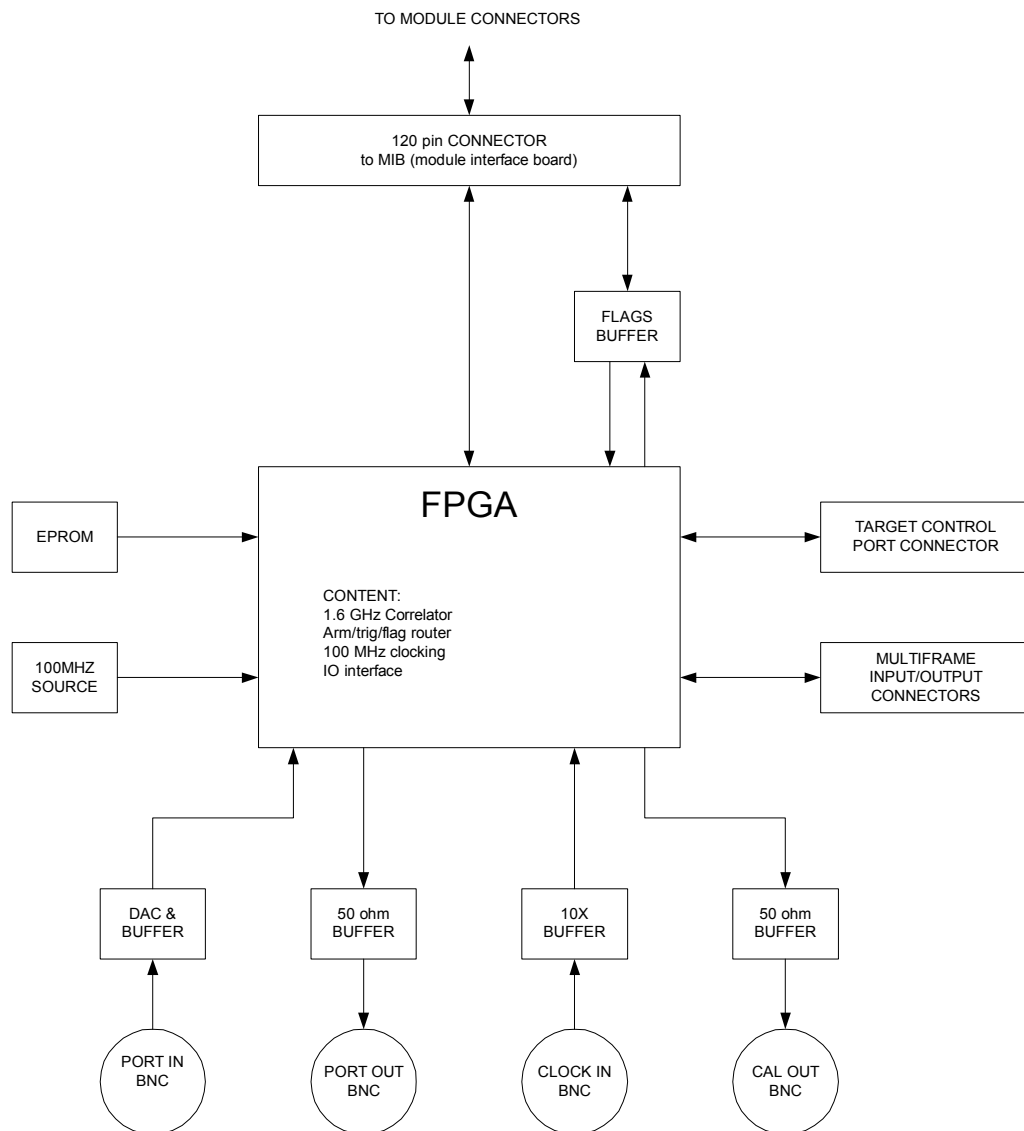 TO MODULE CONNECTORS
120 pin CONNECTOR
to MIB (module interface board)
FLAGS
BUFFER
FPGA
EPROM
TARGET CONTROL
PORT CONNECTOR
CONTENT:
1.6 GHz Correlator
Arm/trig/flag router
100 MHz clocking
IO interface
100MHZ
SOURCE
MULTIFRAME
INPUT/OUTPUT
CONNECTORS
DAC &
BUFFER
50 ohm
BUFFER
10X
BUFFER
50 ohm
BUFFER
PORT IN
BNC
PORT OUT
BNC
CLOCK IN
BNC
CAL OUT
BNC